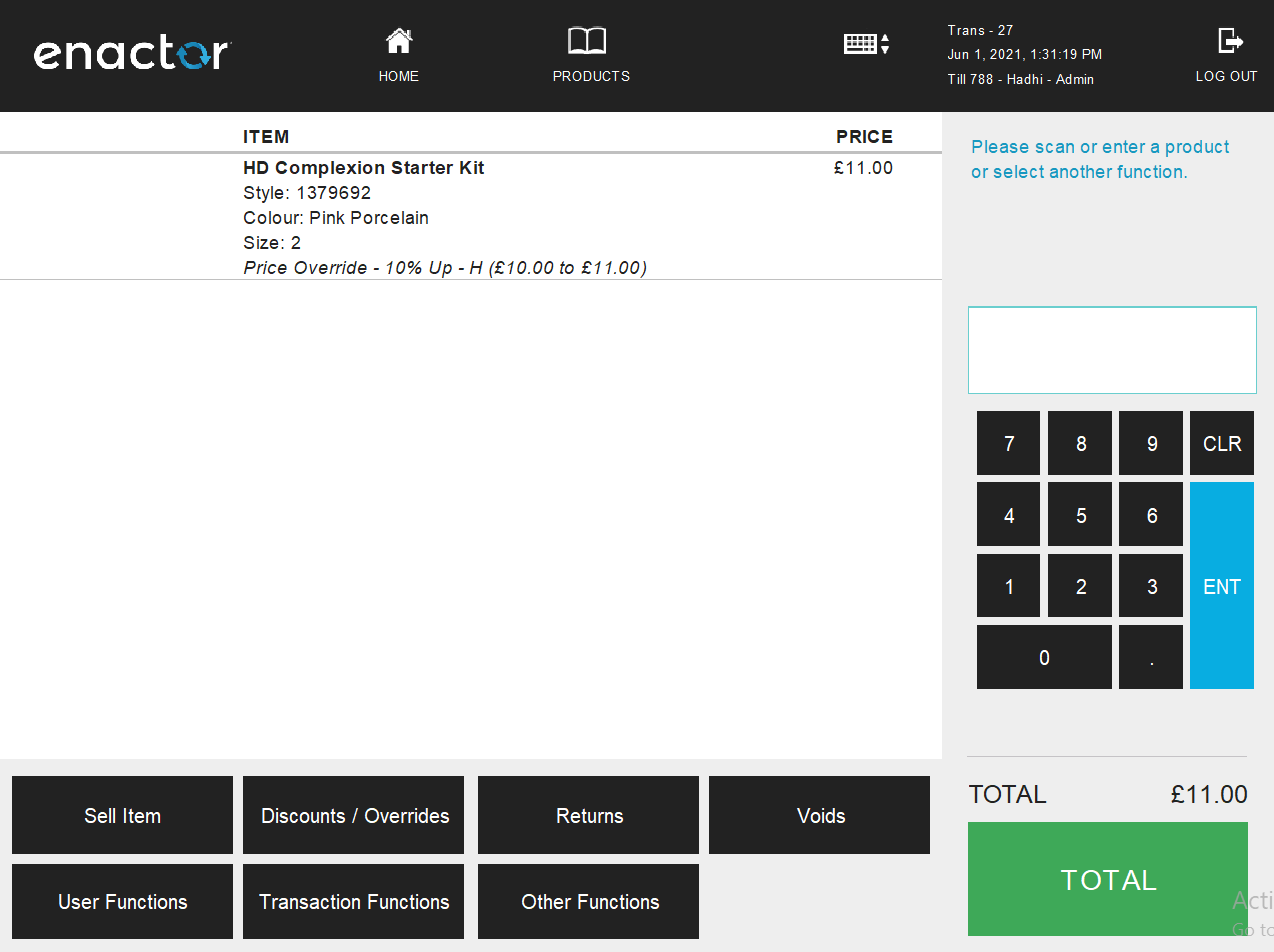 enactor
HOME
PRODUCTS
Trans - 27
Jun 1, 2021, 1:31:19 PM
Till 788 - Hadhi - Admin
LOG OUT
ITEM PRICE
HD Complexion Starter Kit £11.00
Style: 1379692
Colour: Pink Porcelain
Size: 2
Price Override - 10% Up - H (£10.00 to £11.00)
Please scan or enter a product
or select another function.
7 8 9 CLR
4 5 6
1 2 3 ENT
0 .
TOTAL £11.00
TOTAL
Sell Item Discounts / Overrides Returns Voids
User Functions Transaction Functions Other Functions
Acti
Go to